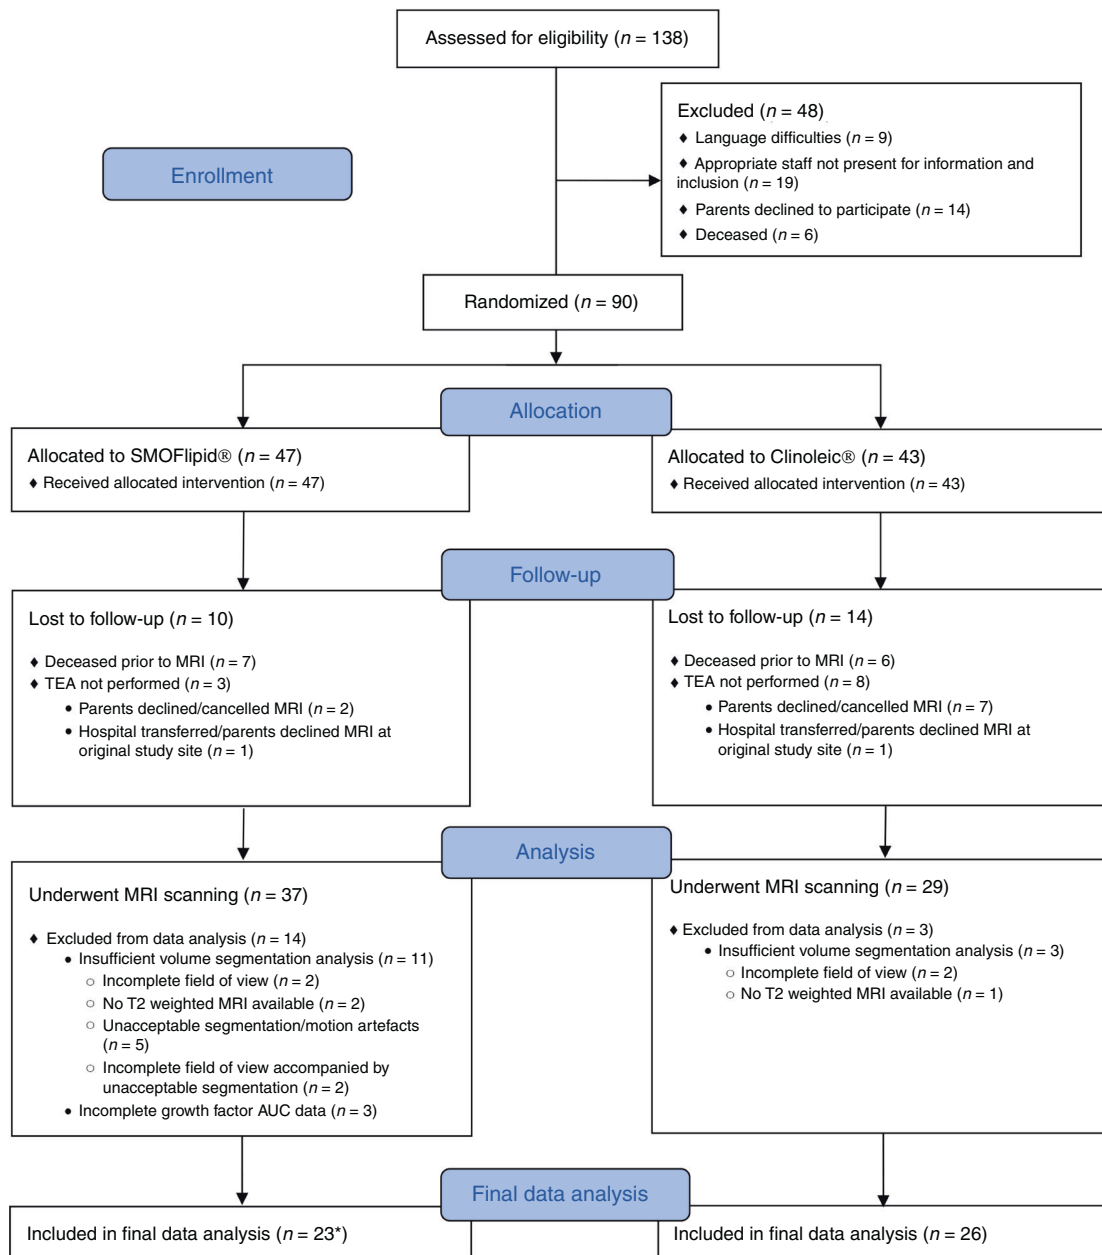 Assessed for eligibility (n = 138)
Excluded (n = 48)
♦ Language difficulties (n = 9)
♦ Appropriate staff not present for information and
inclusion (n = 19)
♦ Parents declined to participate (n = 14)
♦ Deceased (n = 6)
Enrollment
Randomized (n = 90)
Allocation
Allocated to SMOFlipid® (n = 47)
♦ Received allocated intervention (n = 47)
Allocated to Clinoleic® (n = 43)
♦ Received allocated intervention (n = 43)
Follow-up
Lost to follow-up (n = 10)
♦ Deceased prior to MRI (n = 7)
♦ TEA not performed (n = 3)
• Parents declined/cancelled MRI (n = 2)
• Hospital transferred/parents declined MRI at
original study site (n = 1)
Lost to follow-up (n = 14)
♦ Deceased prior to MRI (n = 6)
♦ TEA not performed (n = 8)
• Parents declined/cancelled MRI (n = 7)
• Hospital transferred/parents declined MRI at
original study site (n = 1)
Analysis
Underwent MRI scanning (n = 37)
♦ Excluded from data analysis (n = 14)
• Insufficient volume segmentation analysis (n = 11)
○ Incomplete field of view (n = 2)
○ No T2 weighted MRI available (n = 2)
○ Unacceptable segmentation/motion artefacts
(n = 5)
○ Incomplete field of view accompanied by
unacceptable segmentation (n = 2)
• Incomplete growth factor AUC data (n = 3)
Underwent MRI scanning (n = 29)
♦ Excluded from data analysis (n = 3)
• Insufficient volume segmentation analysis (n = 3)
○ Incomplete field of view (n = 2)
○ No T2 weighted MRI available (n = 1)
Final data analysis
Included in final data analysis (n = 23*)
Included in final data analysis (n = 26)